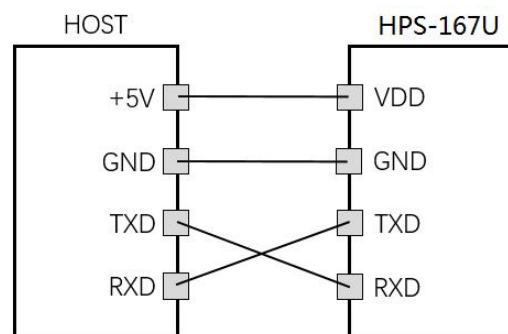 HOST HPS-167U
+5V VDD
GND GND
TXD TXD
RXD RXD